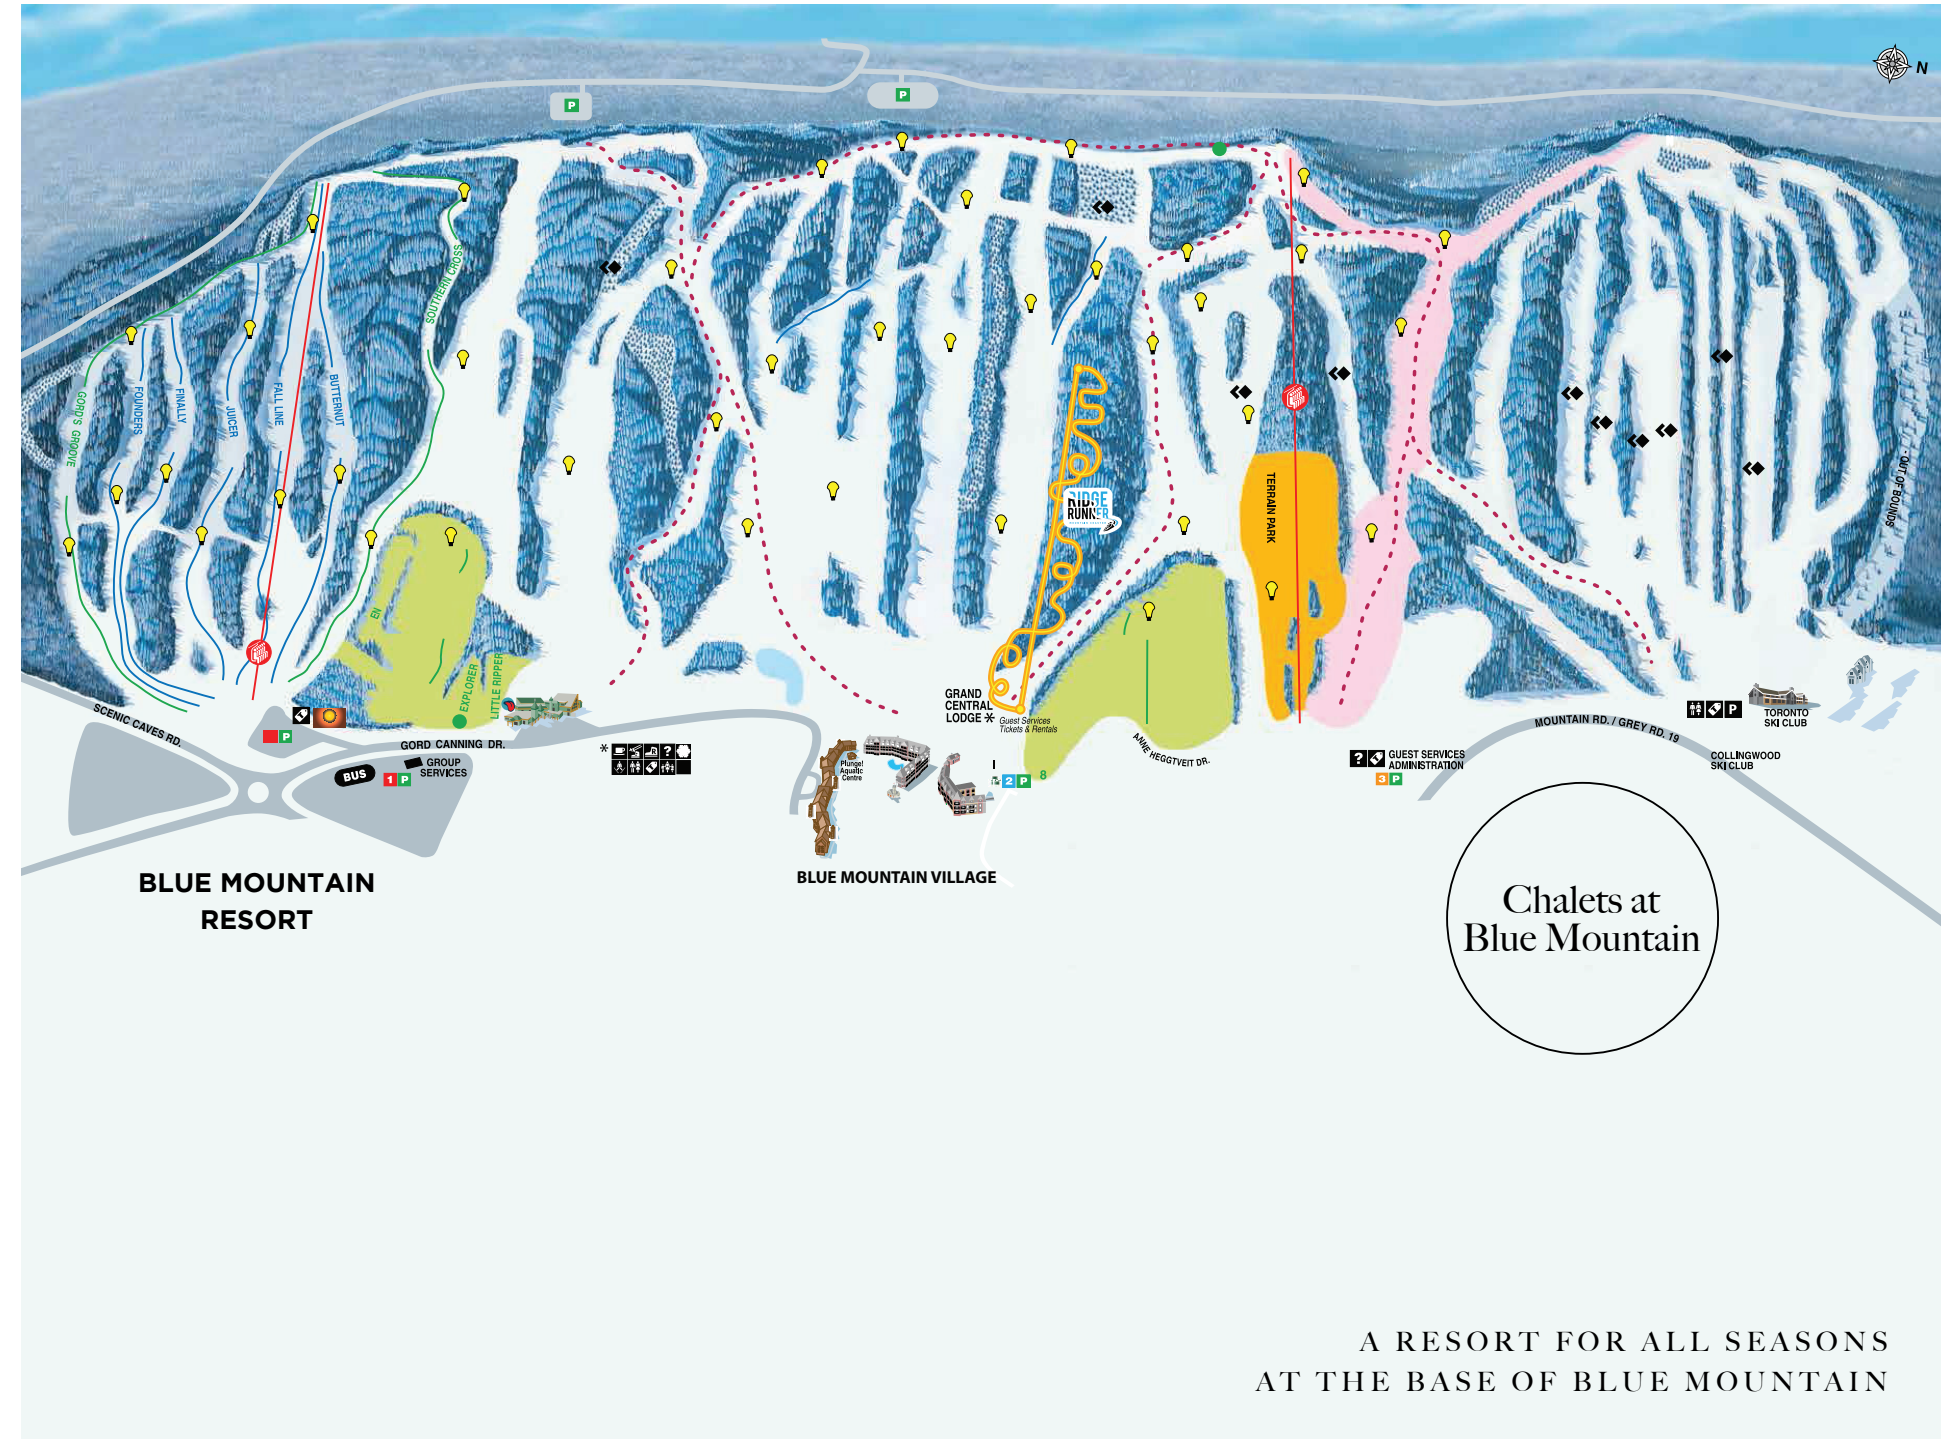 N
P
P
SOUTHERN CROSS
GORD'S GROOVE
FOUNDERS
FINALLY
JUICER
FALL LINE
BUTTERNUT
RIDGE
RUNNER
TERRAIN PARK
- OUT OF BOUNDS -
EN
EXPLORER
LITTLE RIPPER
SCENIC CAVES RD.
P
GORD CANNING DR.
BUS
GROUP
SERVICES
1 P
*
?
Plunge!
Aquatic
Centre
GRAND
CENTRAL
LODGE *
Guest Services
Tickets & Rentals
I
2 P
8
ANNE HEGGTVEIT DR.
? GUEST SERVICES
ADMINISTRATION
3 P
MOUNTAIN RD. / GREY RD. 19
P
TORONTO
SKI CLUB
COLLINGWOOD
SKI CLUB
BLUE MOUNTAIN
RESORT
BLUE MOUNTAIN VILLAGE
Chalets at
Blue Mountain
A RESORT FOR ALL SEASONS
AT THE BASE OF BLUE MOUNTAIN